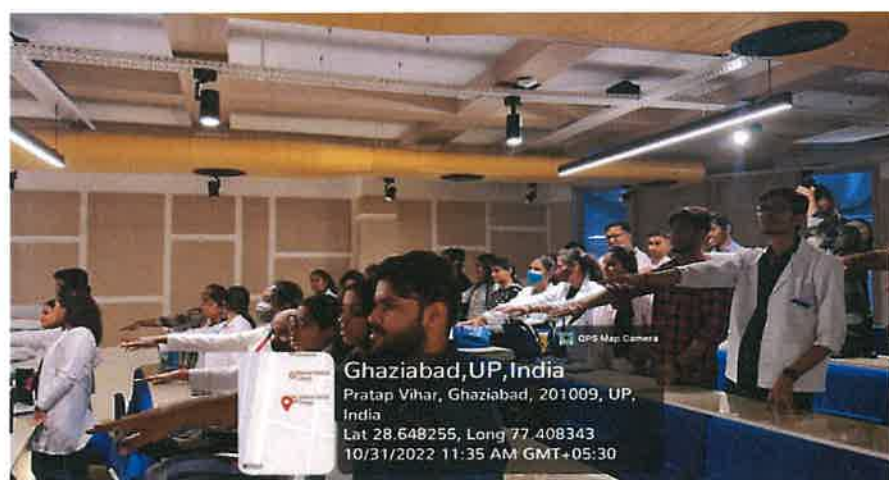 GPS Map Camera
Ghaziabad,UP,India
Pratap Vihar, Ghaziabad, 201009, UP,
India
Lat 28.648255, Long 77.408343
10/31/2022 11:35 AM GMT+05:30